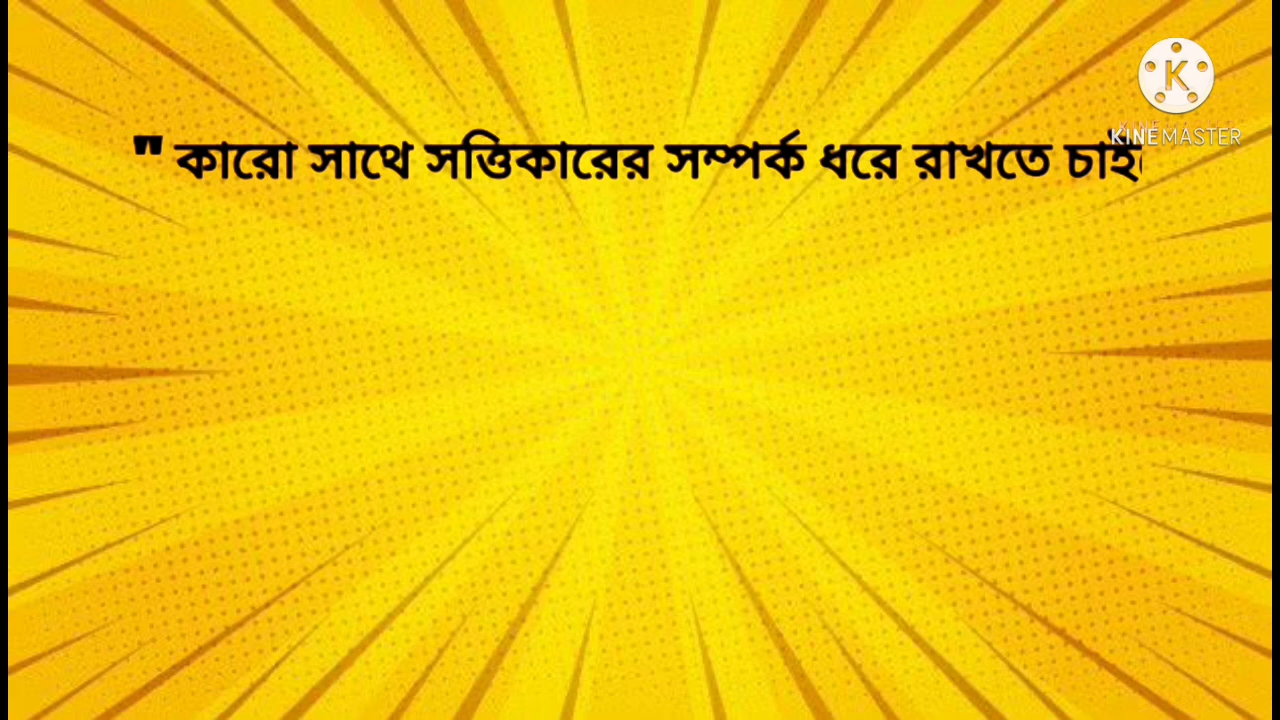 " কারো সাথে সত্তিকারের সম্পর্ক ধরে রাখতে চাই
KINEMASTER